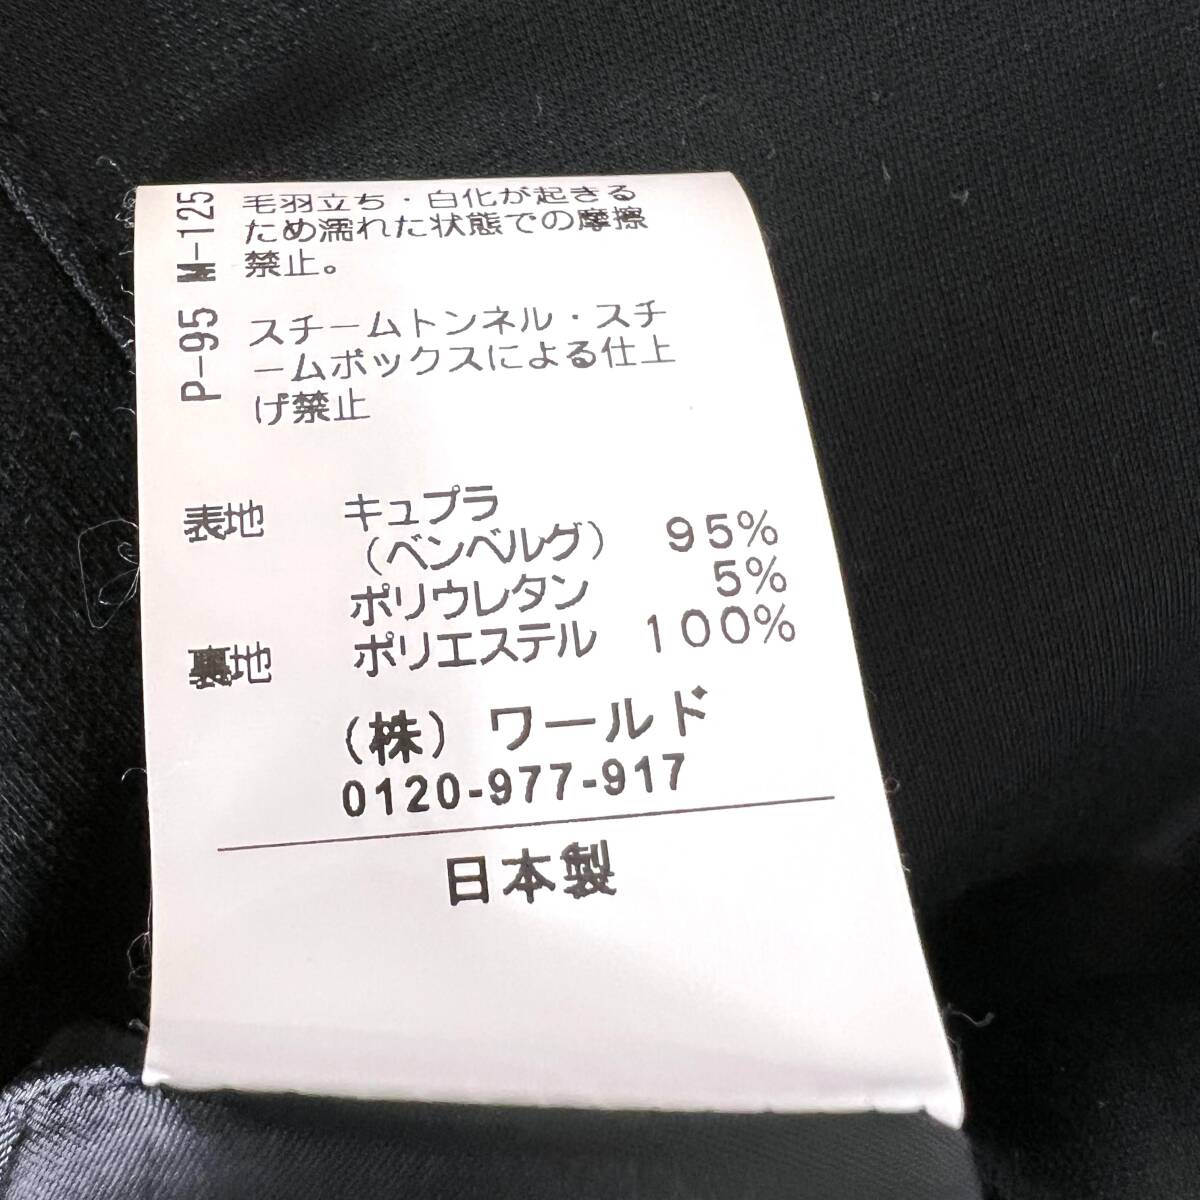 P-95 M-125
毛羽立ち・白化が起きる
ため濡れた状態での摩擦
禁止。
スチームトンネル・スチ
ームボックスによる仕上
げ禁止
表地 キュプラ
(ベンベルグ) 95%
ポリウレタン 5%
裏地 ポリエステル 100%
(株) ワールド
0120-977-917
日本製